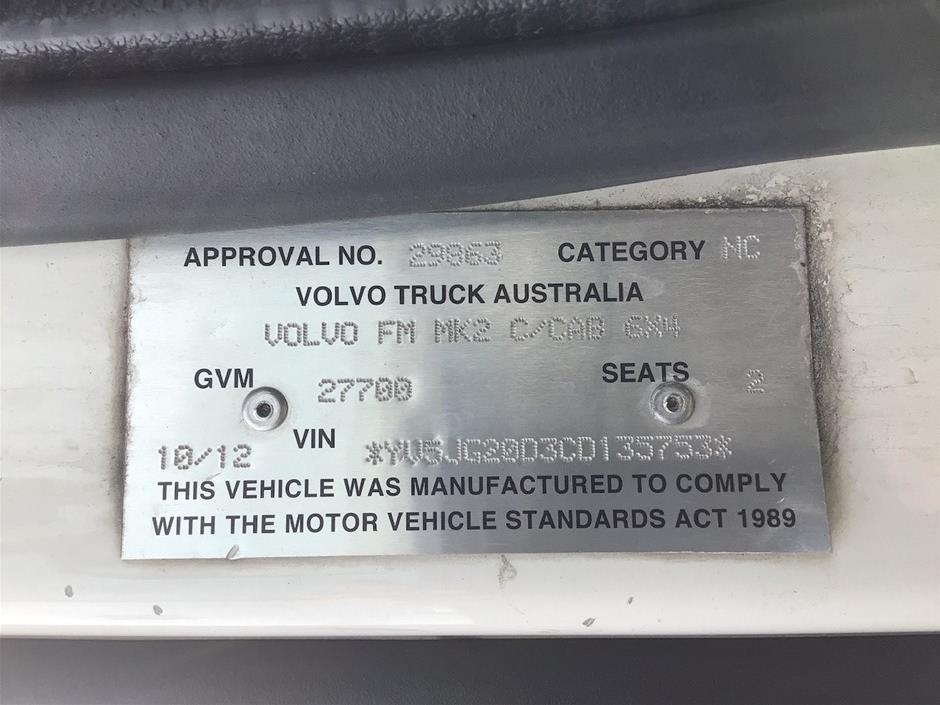 APPROVAL NO. 29863 CATEGORY NC
VOLVO TRUCK AUSTRALIA
VOLVO FM MK2 C/CAB 6X4
GVM 27700 SEATS 2
10/12 VIN *YV5JG20D3CD135753*
THIS VEHICLE WAS MANUFACTURED TO COMPLY
WITH THE MOTOR VEHICLE STANDARDS ACT 1989